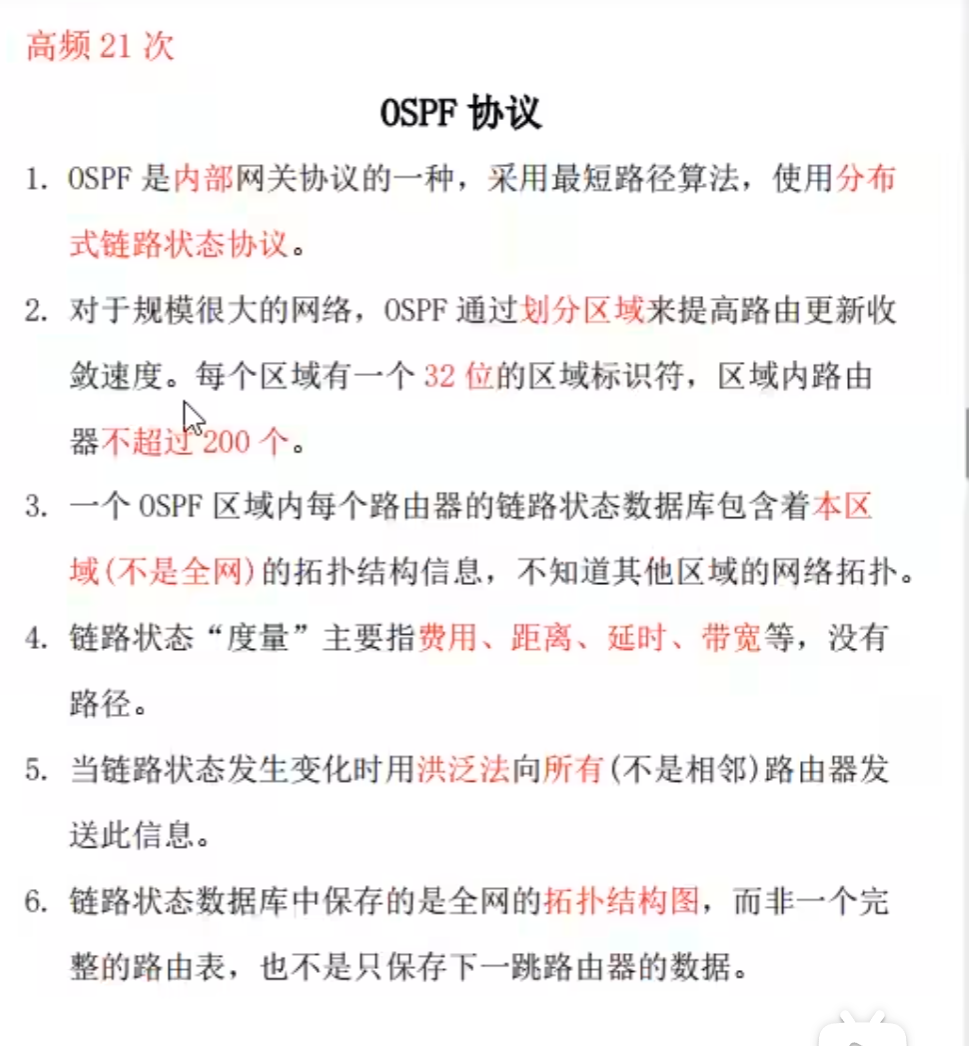 高频 21 次
OSPF 协议
1. OSPF 是内部网关协议的一种，采用最短路径算法，使用分布
式链路状态协议。
2. 对于规模很大的网络，OSPF 通过划分区域来提高路由更新收
敛速度。每个区域有一个 32 位的区域标识符，区域内路由
器不超过 200 个。
3. 一个 OSPF 区域内每个路由器的链路状态数据库包含着本区
域(不是全网)的拓扑结构信息，不知道其他区域的网络拓扑。
4. 链路状态“度量”主要指费用、距离、延时、带宽等，没有
路径。
5. 当链路状态发生变化时用洪泛法向所有(不是相邻)路由器发
送此信息。
6. 链路状态数据库中保存的是全网的拓扑结构图，而非一个完
整的路由表，也不是只保存下一跳路由器的数据。